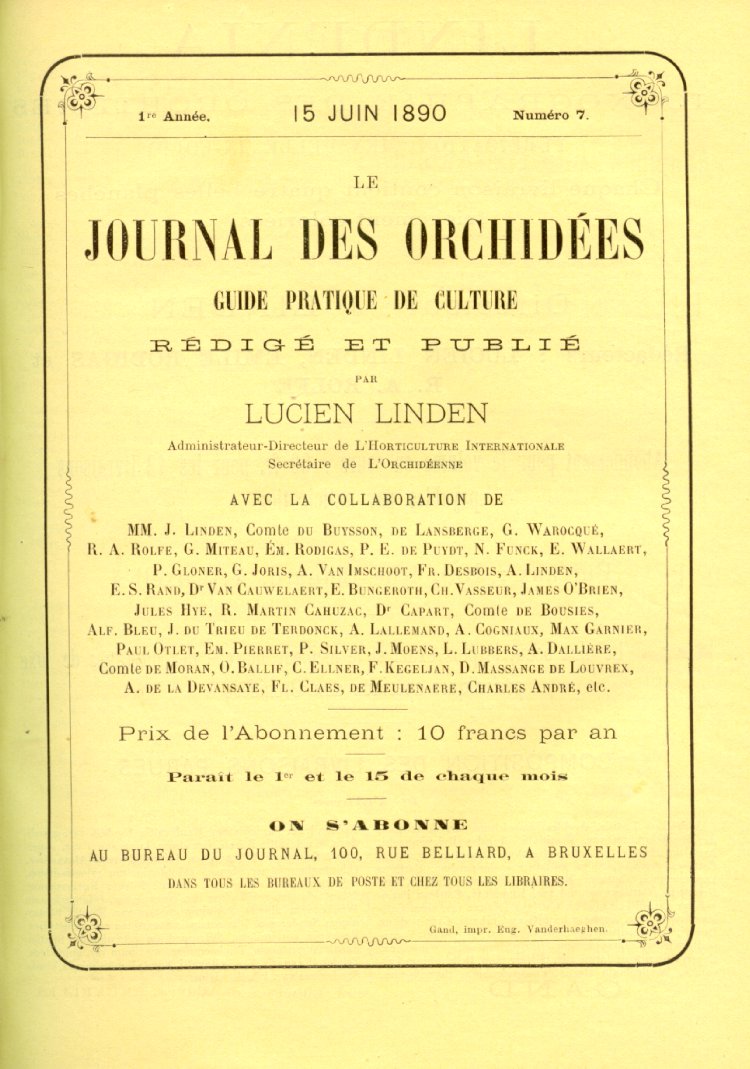 1re Année. 15 JUIN 1890 Numéro 7.
LE
JOURNAL DES ORCHIDÉES
GUIDE PRATIQUE DE CULTURE
RÉDIGÉ ET PUBLIÉ
PAR
LUCIEN LINDEN
Administrateur-Directeur de L'HORTICULTURE INTERNATIONALE
Secrétaire de L'ORCHIDÉENNE
AVEC LA COLLABORATION DE
MM. J. LINDEN, Comte DU BUYSSON, DE LANSBERGE, G. WAROCQUÉ,
R. A. ROLFE, G. MITEAU, ÉM. RODIGAS, P. E. DE PUYDT, N. FUNCK, E. WALLAERT,
P. GLONER, G. JORIS, A. VAN IMSCHOOT, FR. DESBOIS, A. LINDEN,
E. S. RAND, Dr VAN CAUWELAERT, E. BUNGEROTH, CH. VASSEUR, JAMES O'BRIEN,
JULES HYE, R. MARTIN CAHUZAC, Dr CAPART, Comte DE BOUSIES,
ALF. BLEU, J. DU TRIEU DE TERDONCK, A. LALLEMAND, A. COGNIAUX, MAX GARNIER,
PAUL OTLET, EM. PIERRET, P. SILVER, J. MOENS, L. LUBBERS, A. DALLIÈRE,
Comte DE MORAN, O. BALLIF, C. ELLNER, F. KEGELJAN, D. MASSANGE DE LOUVREX,
A. DE LA DEVANSAYE, FL. CLAES, DE MEULENAERE, CHARLES ANDRÉ, etc.
Prix de l'Abonnement : 10 francs par an
Paraît le 1er et le 15 de chaque mois
ON S'ABONNE
AU BUREAU DU JOURNAL, 100, RUE BELLIARD, A BRUXELLES
DANS TOUS LES BUREAUX DE POSTE ET CHEZ TOUS LES LIBRAIRES.
Gand, impr. Eug. Vanderhaeghen.